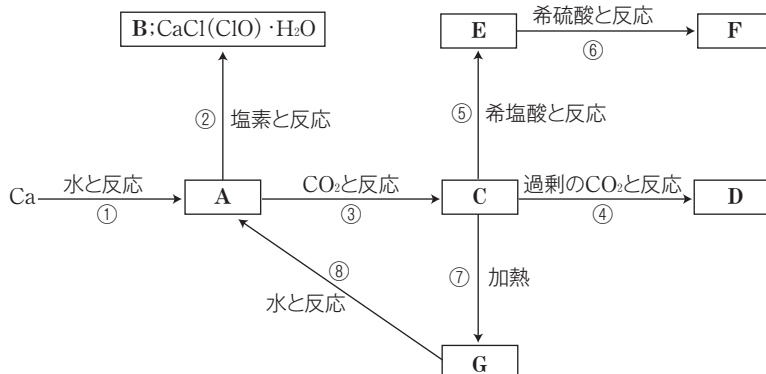 B;CaCl(ClO)·H₂O
E
希硫酸と反応
⑥
F
② 塩素と反応
⑤ 希塩酸と反応
Ca
水と反応
①
A
CO₂と反応
③
C
過剰のCO₂と反応
④
D
⑧
水と反応
⑦ 加熱
G